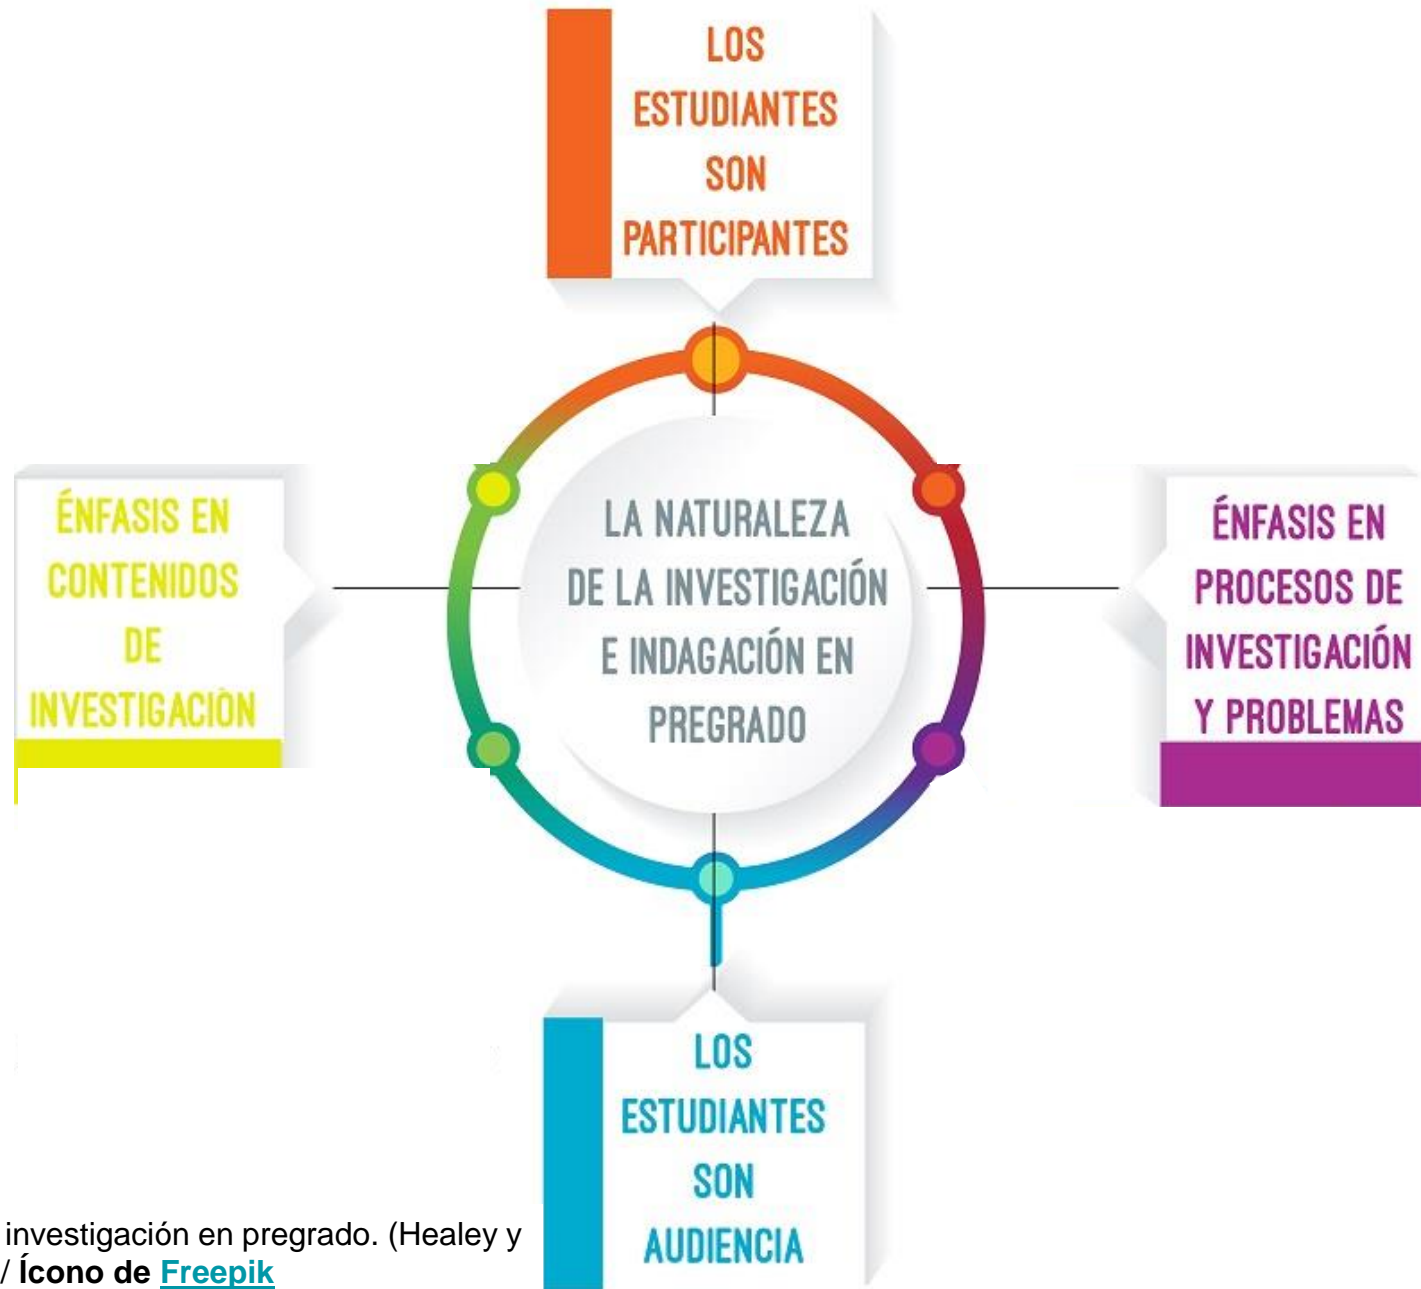 LOS
ESTUDIANTES
SON
PARTICIPANTES
ÉNFASIS EN
CONTENIDOS
DE
INVESTIGACIÓN
LA NATURALEZA
DE LA INVESTIGACIÓN
E INDAGACIÓN EN
PREGRADO
ÉNFASIS EN
PROCESOS DE
INVESTIGACIÓN
Y PROBLEMAS
LOS
ESTUDIANTES
SON
AUDIENCIA
investigación en pregrado. (Healey y
/ Ícono de Freepik